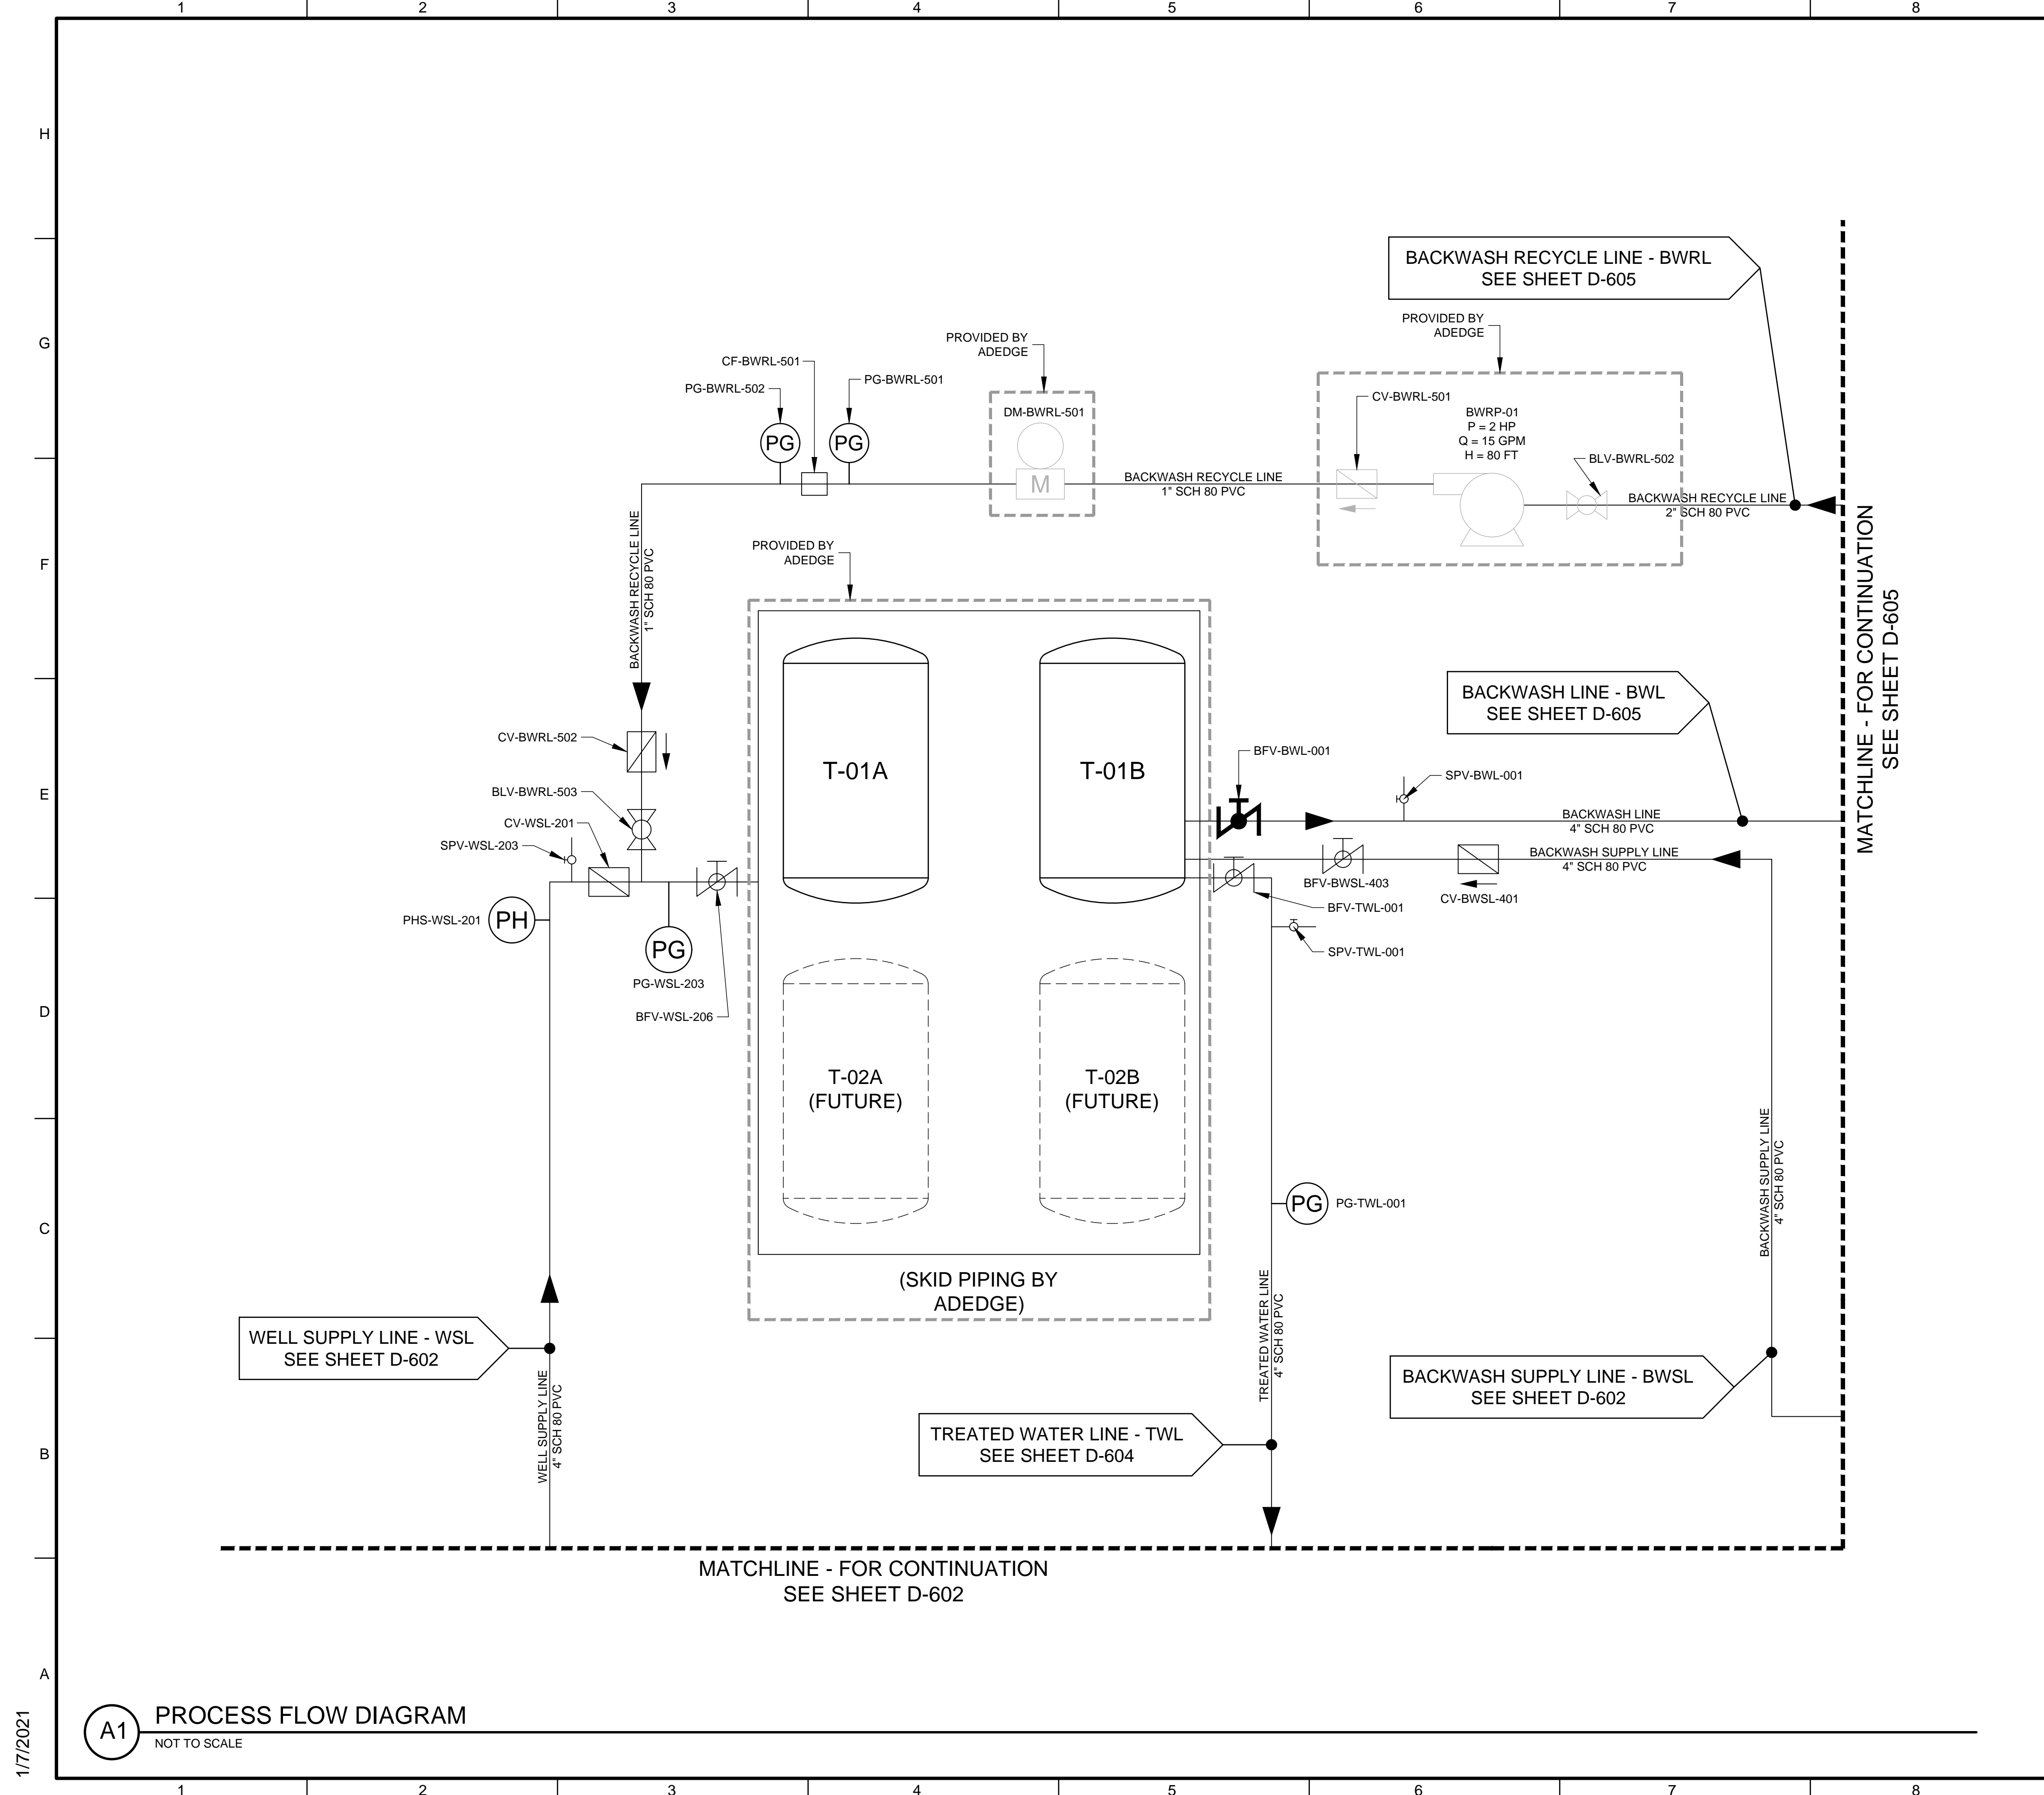 1 2 3 4 5 6 7 8
H
G
F
E
D
C
B
A
BACKWASH RECYCLE LINE - BWRL
SEE SHEET D-605
PROVIDED BY
ADEDGE
PROVIDED BY
ADEDGE
CF-BWRL-501
PG-BWRL-502
PG-BWRL-501
PG
PG
DM-BWRL-501
M
CV-BWRL-501
BWRP-01
P = 2 HP
Q = 15 GPM
H = 80 FT
BLV-BWRL-502
BACKWASH RECYCLE LINE
1" SCH 80 PVC
BACKWASH RECYCLE LINE
2" SCH 80 PVC
BACKWASH RECYCLE LINE
1" SCH 80 PVC
MATCHLINE - FOR CONTINUATION
SEE SHEET D-605
PROVIDED BY
ADEDGE
T-01A
T-01B
BACKWASH LINE - BWL
SEE SHEET D-605
CV-BWRL-502
BLV-BWRL-503
CV-WSL-201
SPV-WSL-203
BFV-BWL-001
SPV-BWL-001
BACKWASH LINE
4" SCH 80 PVC
BACKWASH SUPPLY LINE
4" SCH 80 PVC
BFV-BWSL-403
CV-BWSL-401
BFV-TWL-001
SPV-TWL-001
PHS-WSL-201
PH
PG
PG-WSL-203
BFV-WSL-206
T-02A
(FUTURE)
T-02B
(FUTURE)
BACKWASH SUPPLY LINE
4" SCH 80 PVC
PG
PG-TWL-001
(SKID PIPING BY
ADEDGE)
TREATED WATER LINE
4" SCH 80 PVC
WELL SUPPLY LINE - WSL
SEE SHEET D-602
WELL SUPPLY LINE
4" SCH 80 PVC
BACKWASH SUPPLY LINE - BWSL
SEE SHEET D-602
TREATED WATER LINE - TWL
SEE SHEET D-604
MATCHLINE - FOR CONTINUATION
SEE SHEET D-602
A1
PROCESS FLOW DIAGRAM
NOT TO SCALE
1/7/2021
1 2 3 4 5 6 7 8